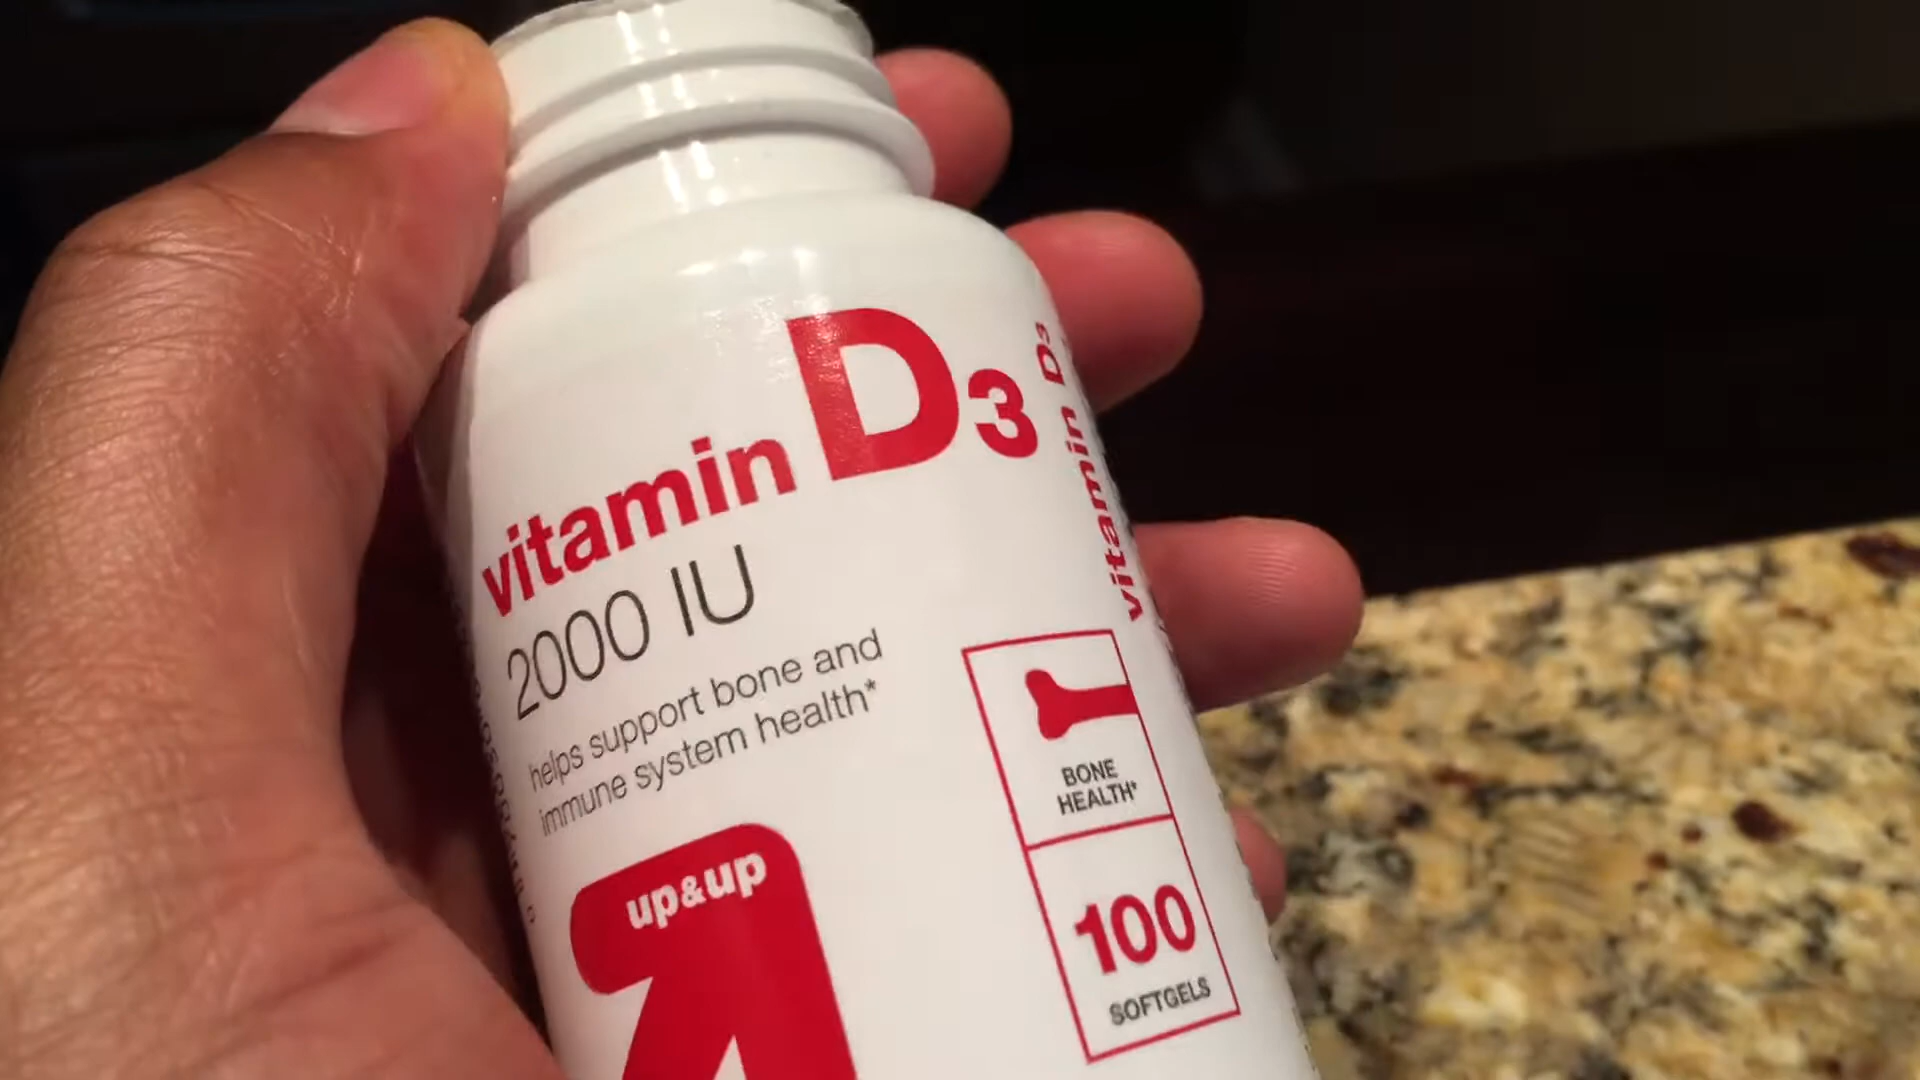 vitamin D3
2000 IU
helps support bone and
immune system health*
up&up
vitamin D3
BONE
HEALTH*
100
SOFTGELS